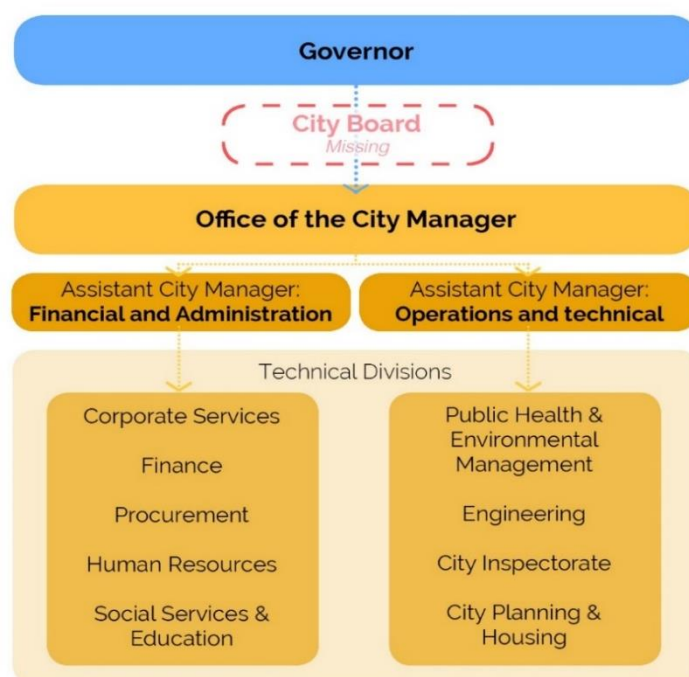 Governor
City Board
Missing
Office of the City Manager
Assistant City Manager:
Financial and Administration
Assistant City Manager:
Operations and technical
Technical Divisions
Corporate Services
Finance
Procurement
Human Resources
Social Services &
Education
Public Health &
Environmental
Management
Engineering
City Inspectorate
City Planning &
Housing